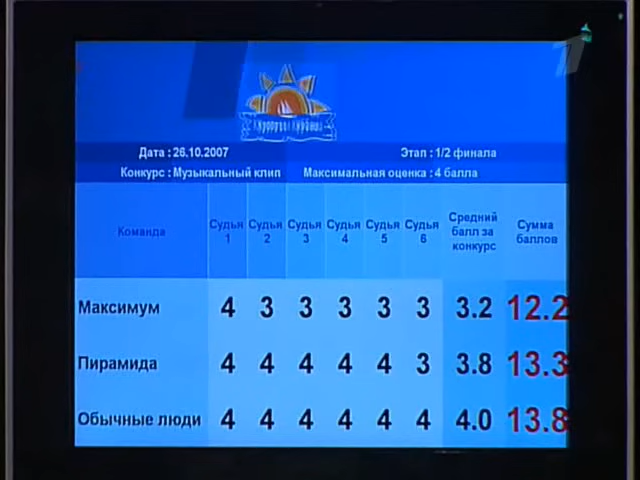 Дата : 26.10.2007 Этап : 1/2 финала
Конкурс : Музыкальный клип Максимальная оценка : 4 балла
Команда Судья 1 Судья 2 Судья 3 Судья 4 Судья 5 Судья 6 Средний балл за конкурс Сумма баллов
Максимум 4 3 3 3 3 3 3.2 12.2
Пирамида 4 4 4 4 4 3 3.8 13.3
Обычные люди 4 4 4 4 4 4 4.0 13.8